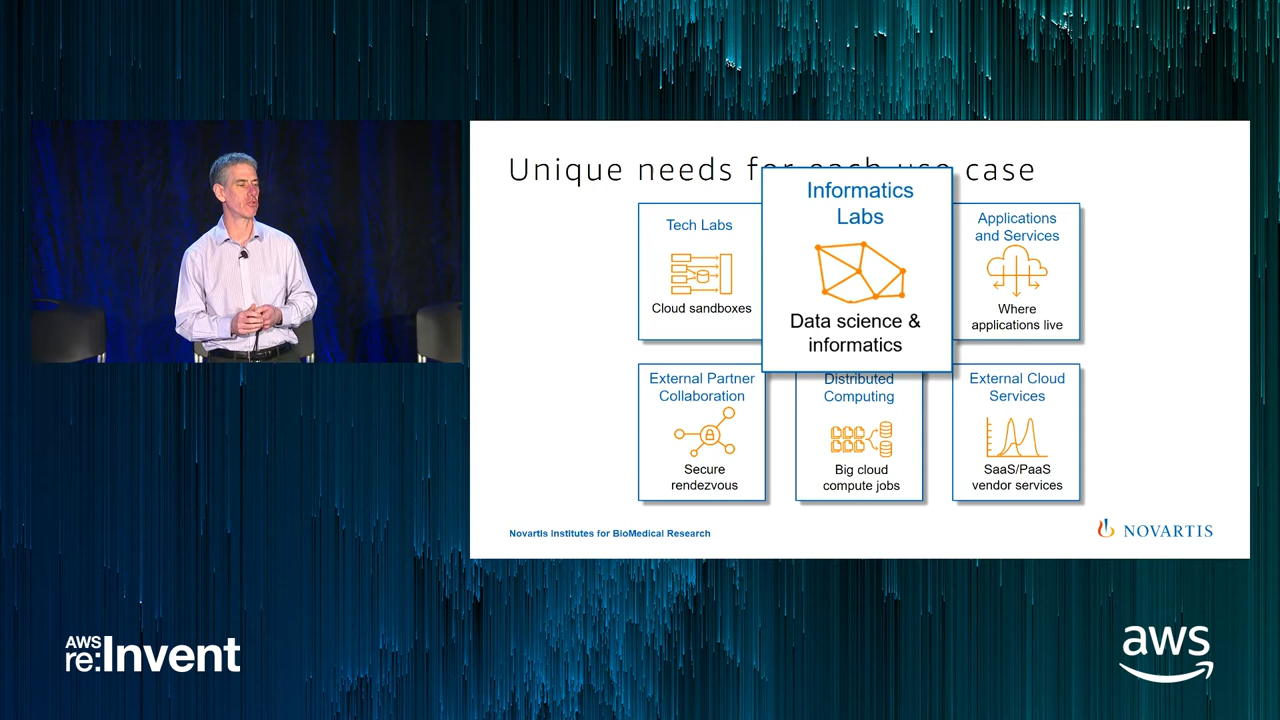 Unique needs for each use case
Tech Labs
Cloud sandboxes
Informatics
Labs
Data science &
informatics
Applications
and Services
Where
applications live
External Partner
Collaboration
Secure
rendezvous
Distributed
Computing
Big cloud
compute jobs
External Cloud
Services
SaaS/PaaS
vendor services
Novartis Institutes for BioMedical Research
NOVARTIS
AWS
re:Invent
aws